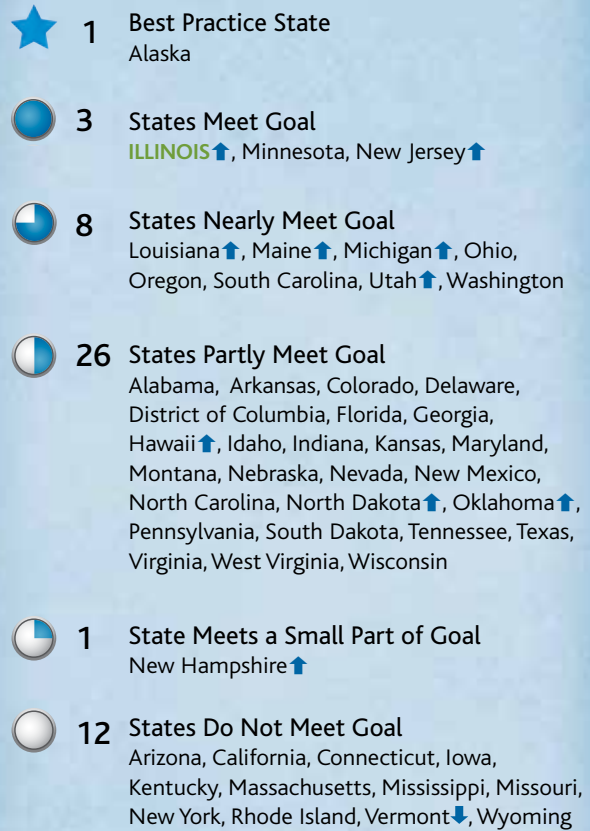 1 Best Practice State
Alaska
3 States Meet Goal
ILLINOIS⬆, Minnesota, New Jersey⬆
8 States Nearly Meet Goal
Louisiana⬆, Maine⬆, Michigan⬆, Ohio,
Oregon, South Carolina, Utah⬆, Washington
26 States Partly Meet Goal
Alabama, Arkansas, Colorado, Delaware,
District of Columbia, Florida, Georgia,
Hawaii⬆, Idaho, Indiana, Kansas, Maryland,
Montana, Nebraska, Nevada, New Mexico,
North Carolina, North Dakota⬆, Oklahoma⬆,
Pennsylvania, South Dakota, Tennessee, Texas,
Virginia, West Virginia, Wisconsin
1 State Meets a Small Part of Goal
New Hampshire⬆
12 States Do Not Meet Goal
Arizona, California, Connecticut, Iowa,
Kentucky, Massachusetts, Mississippi, Missouri,
New York, Rhode Island, Vermont⬇, Wyoming